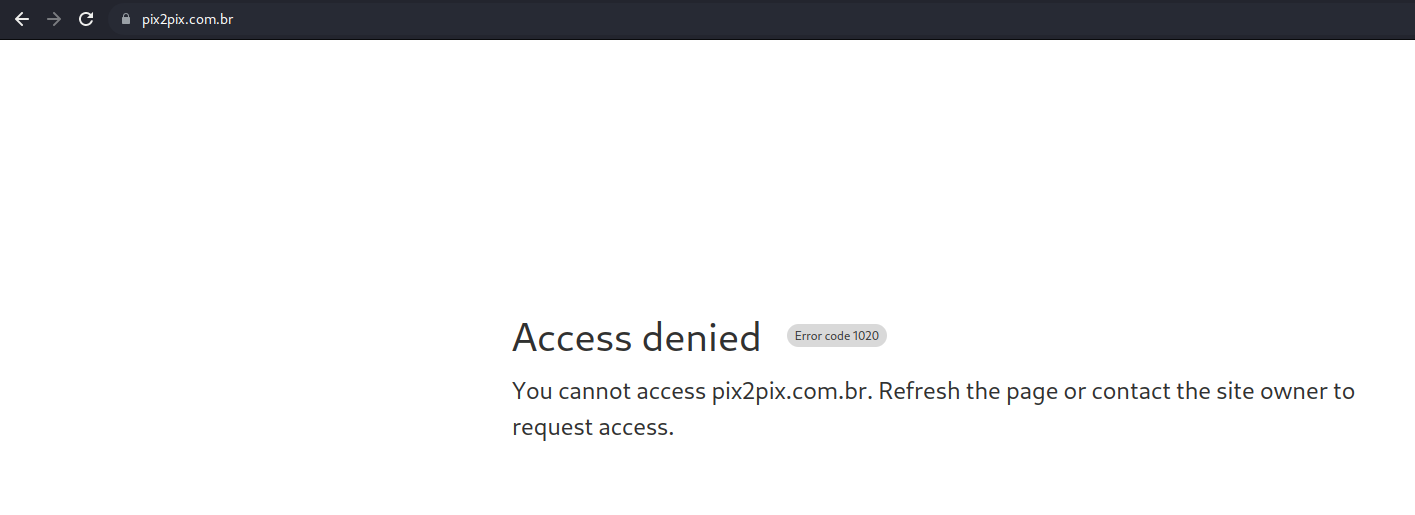 pix2pix.com.br
Access denied Error code 1020
You cannot access pix2pix.com.br. Refresh the page or contact the site owner to
request access.